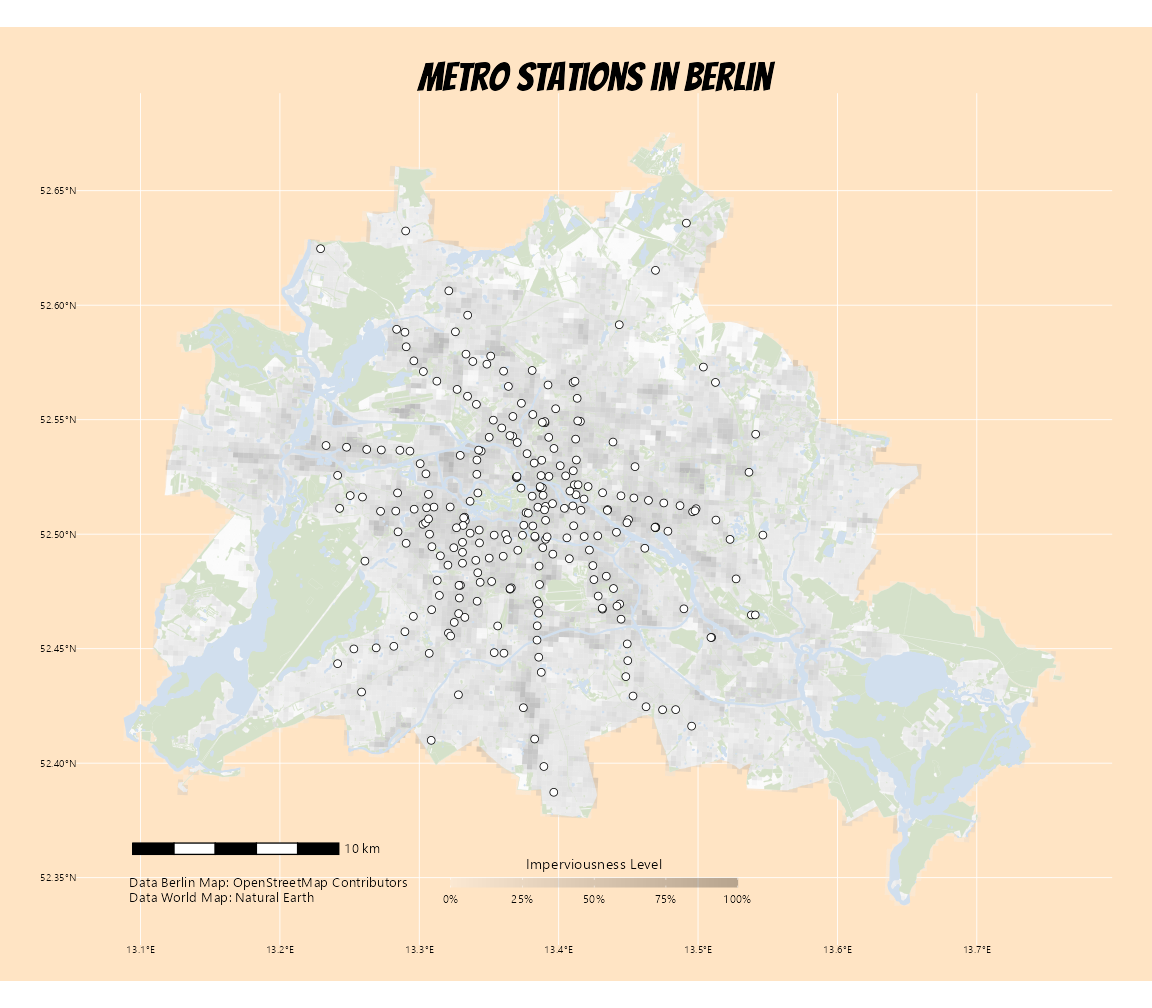 METRO STATIONS IN BERLIN
52.65°N
52.60°N
52.55°N
52.50°N
52.45°N
52.40°N
52.35°N
10 km
Imperviousness Level
Data Berlin Map: OpenStreetMap Contributors
Data World Map: Natural Earth
0% 25% 50% 75% 100%
13.1°E 13.2°E 13.3°E 13.4°E 13.5°E 13.6°E 13.7°E